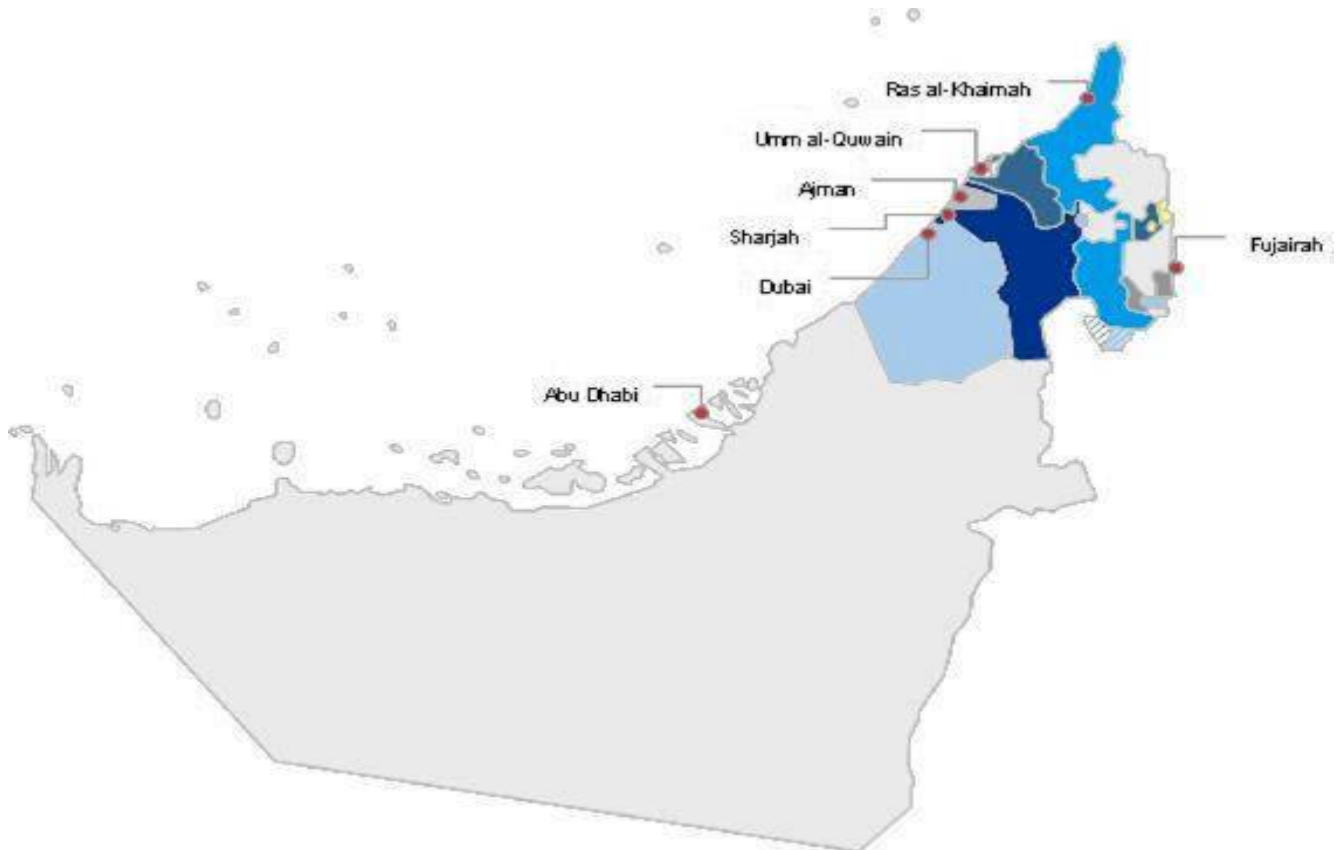 Ras al-Khaimah
Umm al-Quwain
Ajman
Sharjah
Fujairah
Dubai
Abu Dhabi